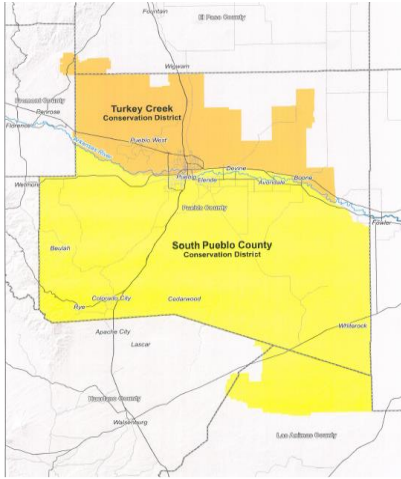 Fountain
El Paso County
Wigwam
Fremont County
Penrose
Florence
Turkey Creek
Conservation District
Pueblo West
Arkansas River
Pueblo
Blende
Devine
Avondale
Boone
Fowler
Wetmore
Pueblo County
South Pueblo County
Conservation District
Beulah
Colorado City
Rye
Cedarwood
Apache City
Lascar
Whiterock
Huerfano County
Walsenburg
Las Animas County